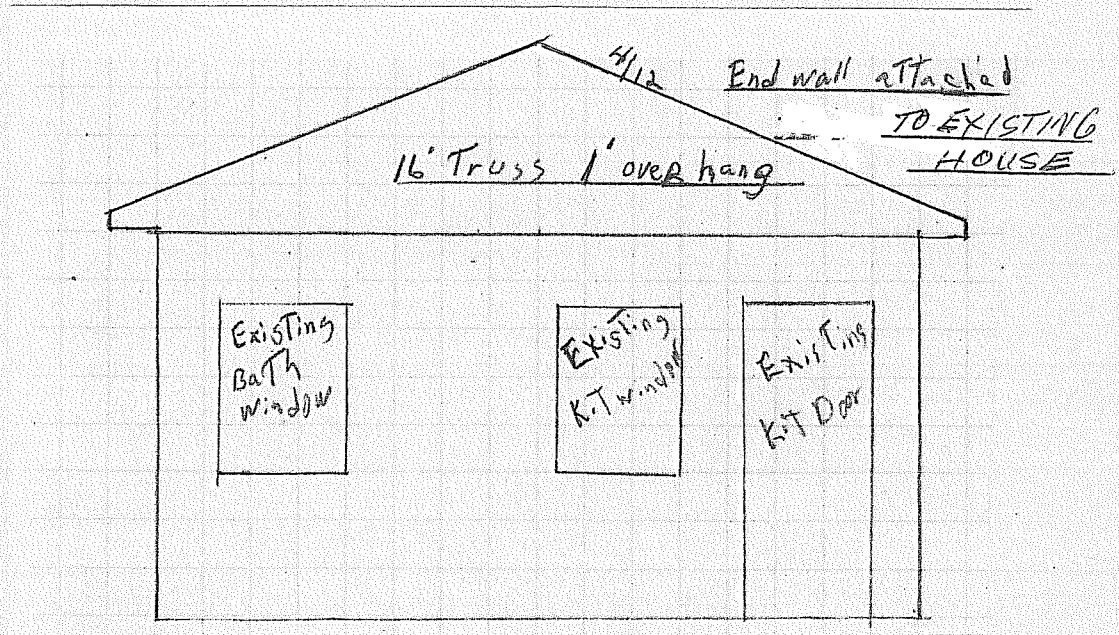 4/12
End wall attached
TO EXISTING
HOUSE
16' Truss 1' overhang
Existing
Bath
window
Existing
Kit window
Existing
Kit Door